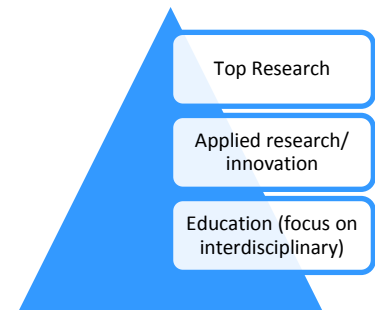 Top Research
Applied research/
innovation
Education (focus on
interdisciplinary)